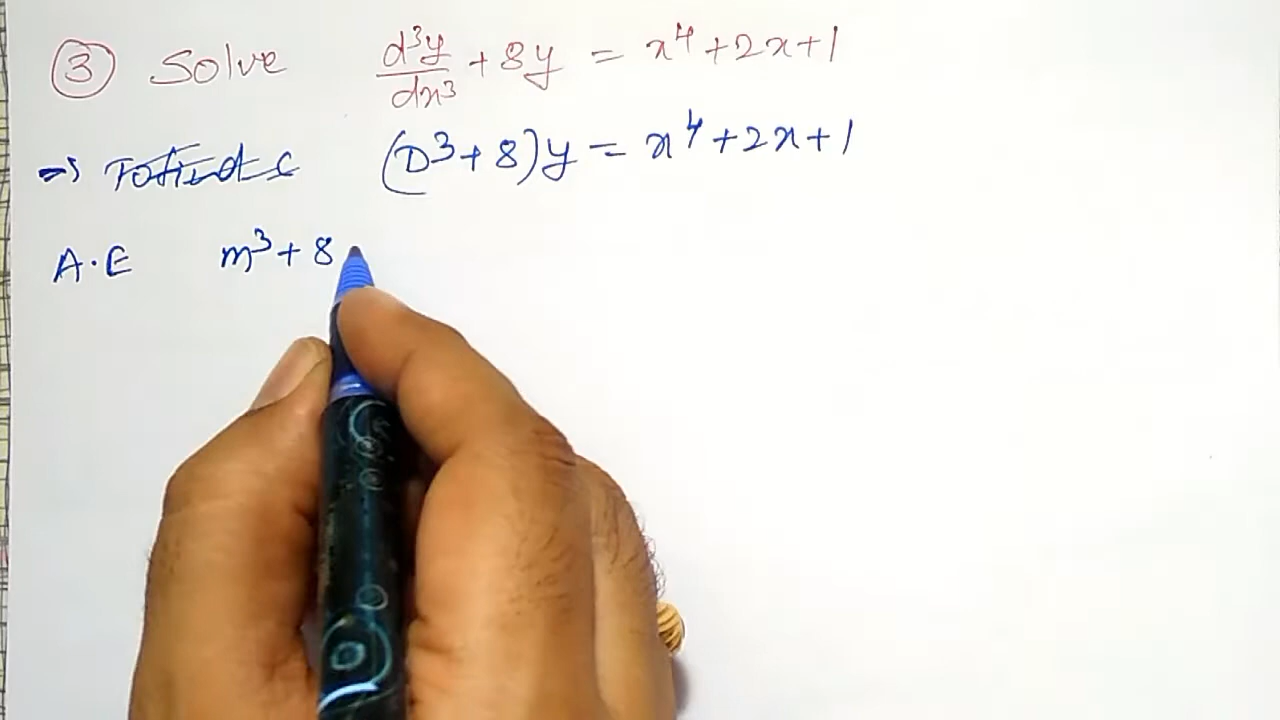 ③ Solve d³y/dx³ + 8y = x⁴ + 2x + 1
⇒ (D³ + 8)y = x⁴ + 2x + 1
A.E m³ + 8